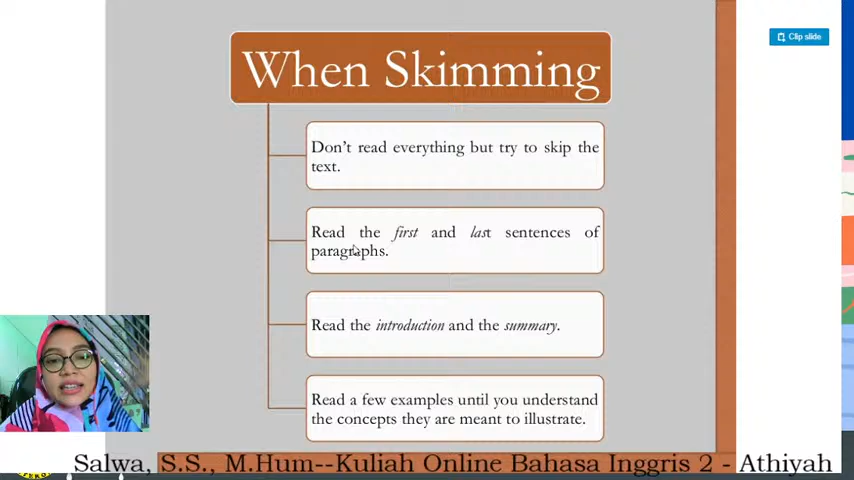 Clip slide
When Skimming
Don't read everything but try to skip the
text.
Read the first and last sentences of
paragraphs.
Read the introduction and the summary.
Read a few examples until you understand
the concepts they are meant to illustrate.
Salwa, S.S., M.Hum--Kuliah Online Bahasa Inggris 2 - Athiyah